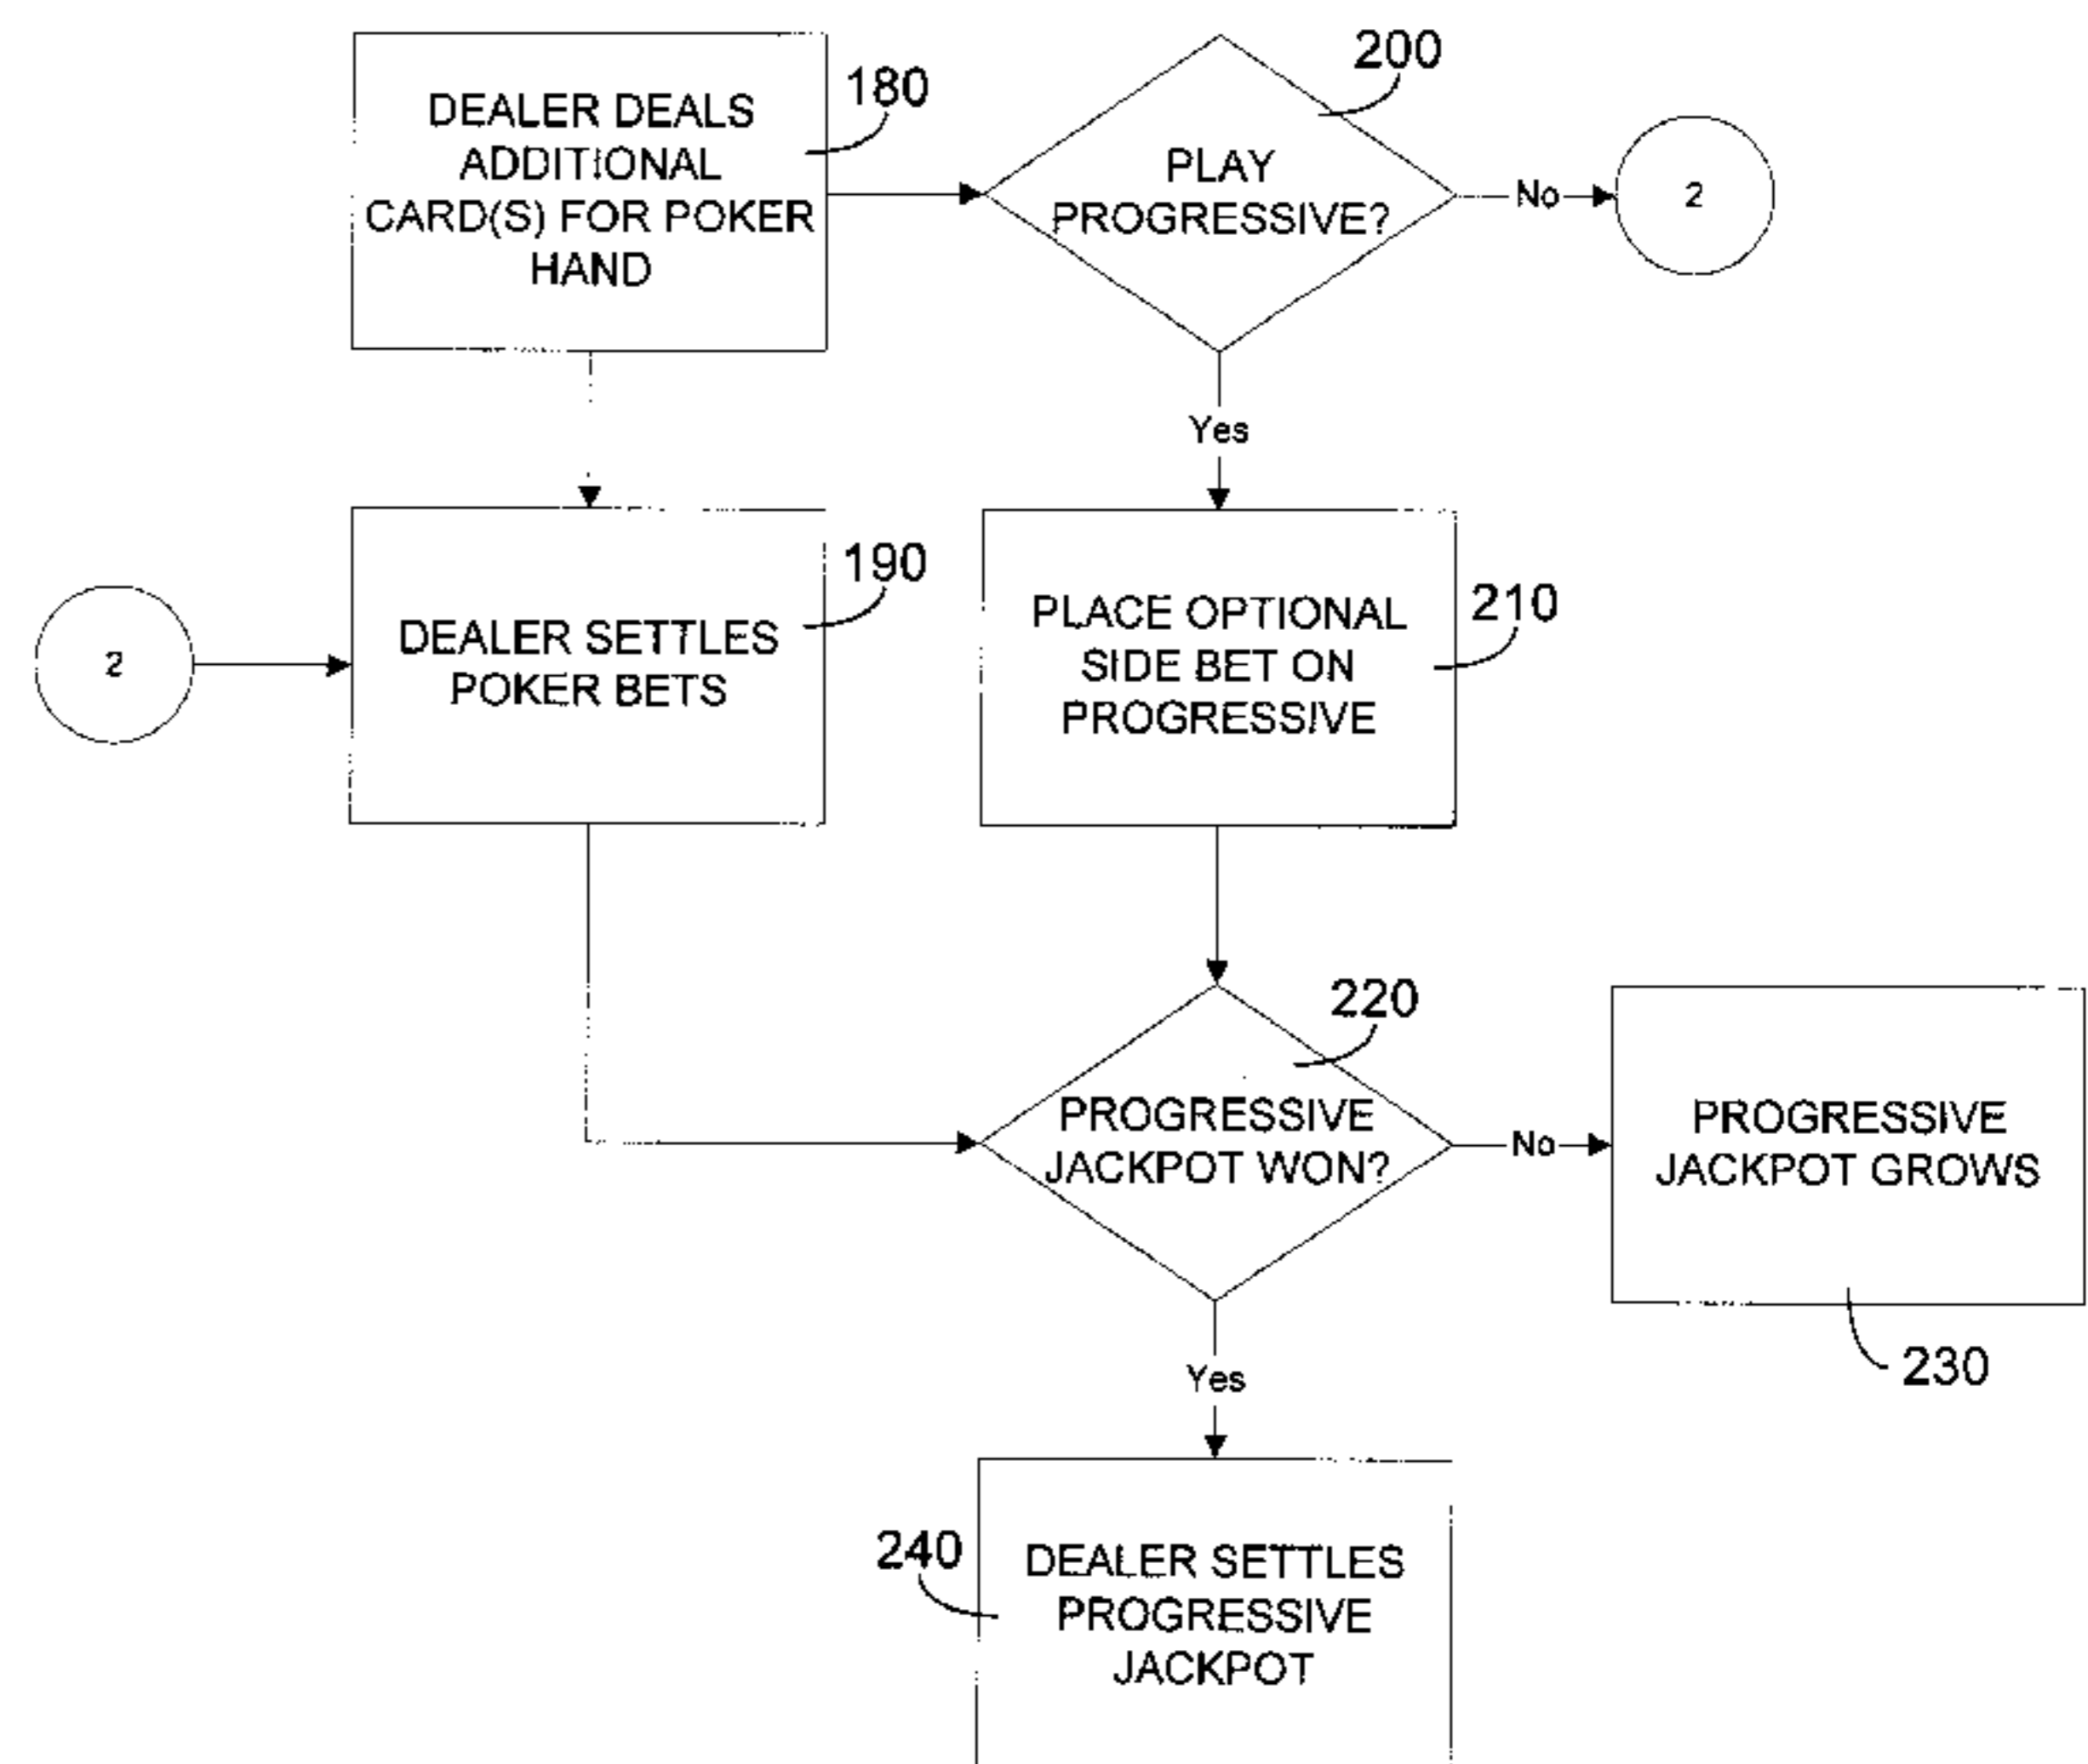 DEALER DEALS
ADDITIONAL
CARD(S) FOR POKER
HAND
180
PLAY
PROGRESSIVE?
200
No
2
Yes
2
DEALER SETTLES
POKER BETS
190
PLACE OPTIONAL
SIDE BET ON
PROGRESSIVE
210
PROGRESSIVE
JACKPOT WON?
220
No
PROGRESSIVE
JACKPOT GROWS
230
Yes
240
DEALER SETTLES
PROGRESSIVE
JACKPOT